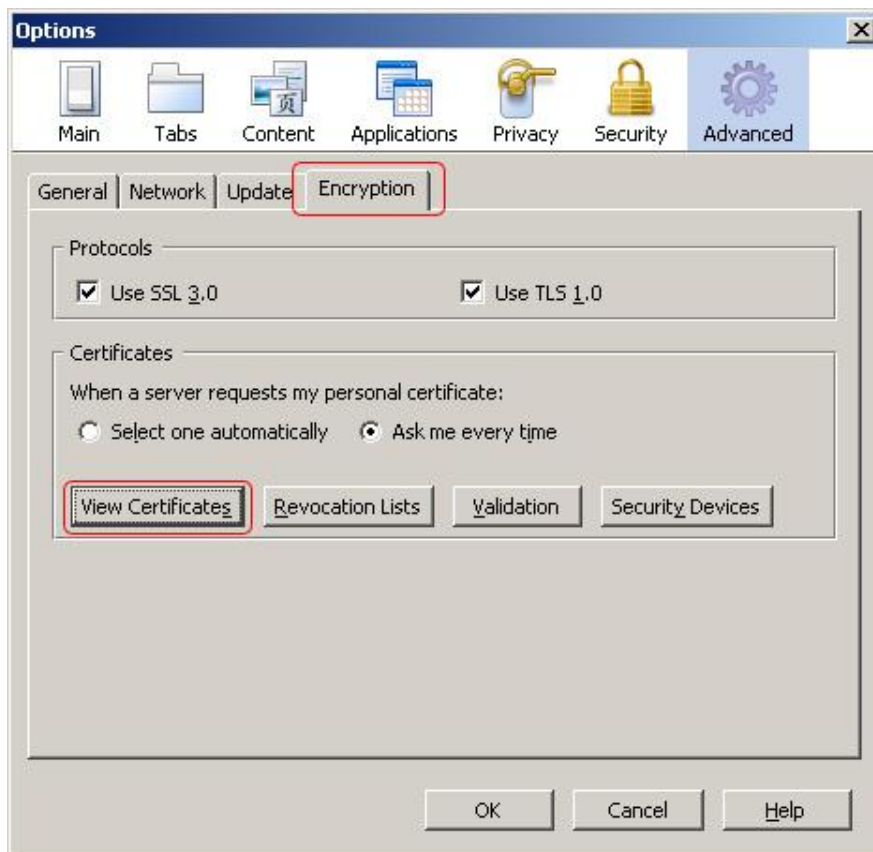 Options
Main Tabs Content Applications Privacy Security Advanced
页
General Network Update Encryption
Protocols
Use SSL 3.0 Use TLS 1.0
Certificates
When a server requests my personal certificate:
Select one automatically Ask me every time
View Certificates Revocation Lists Validation Security Devices
OK Cancel Help